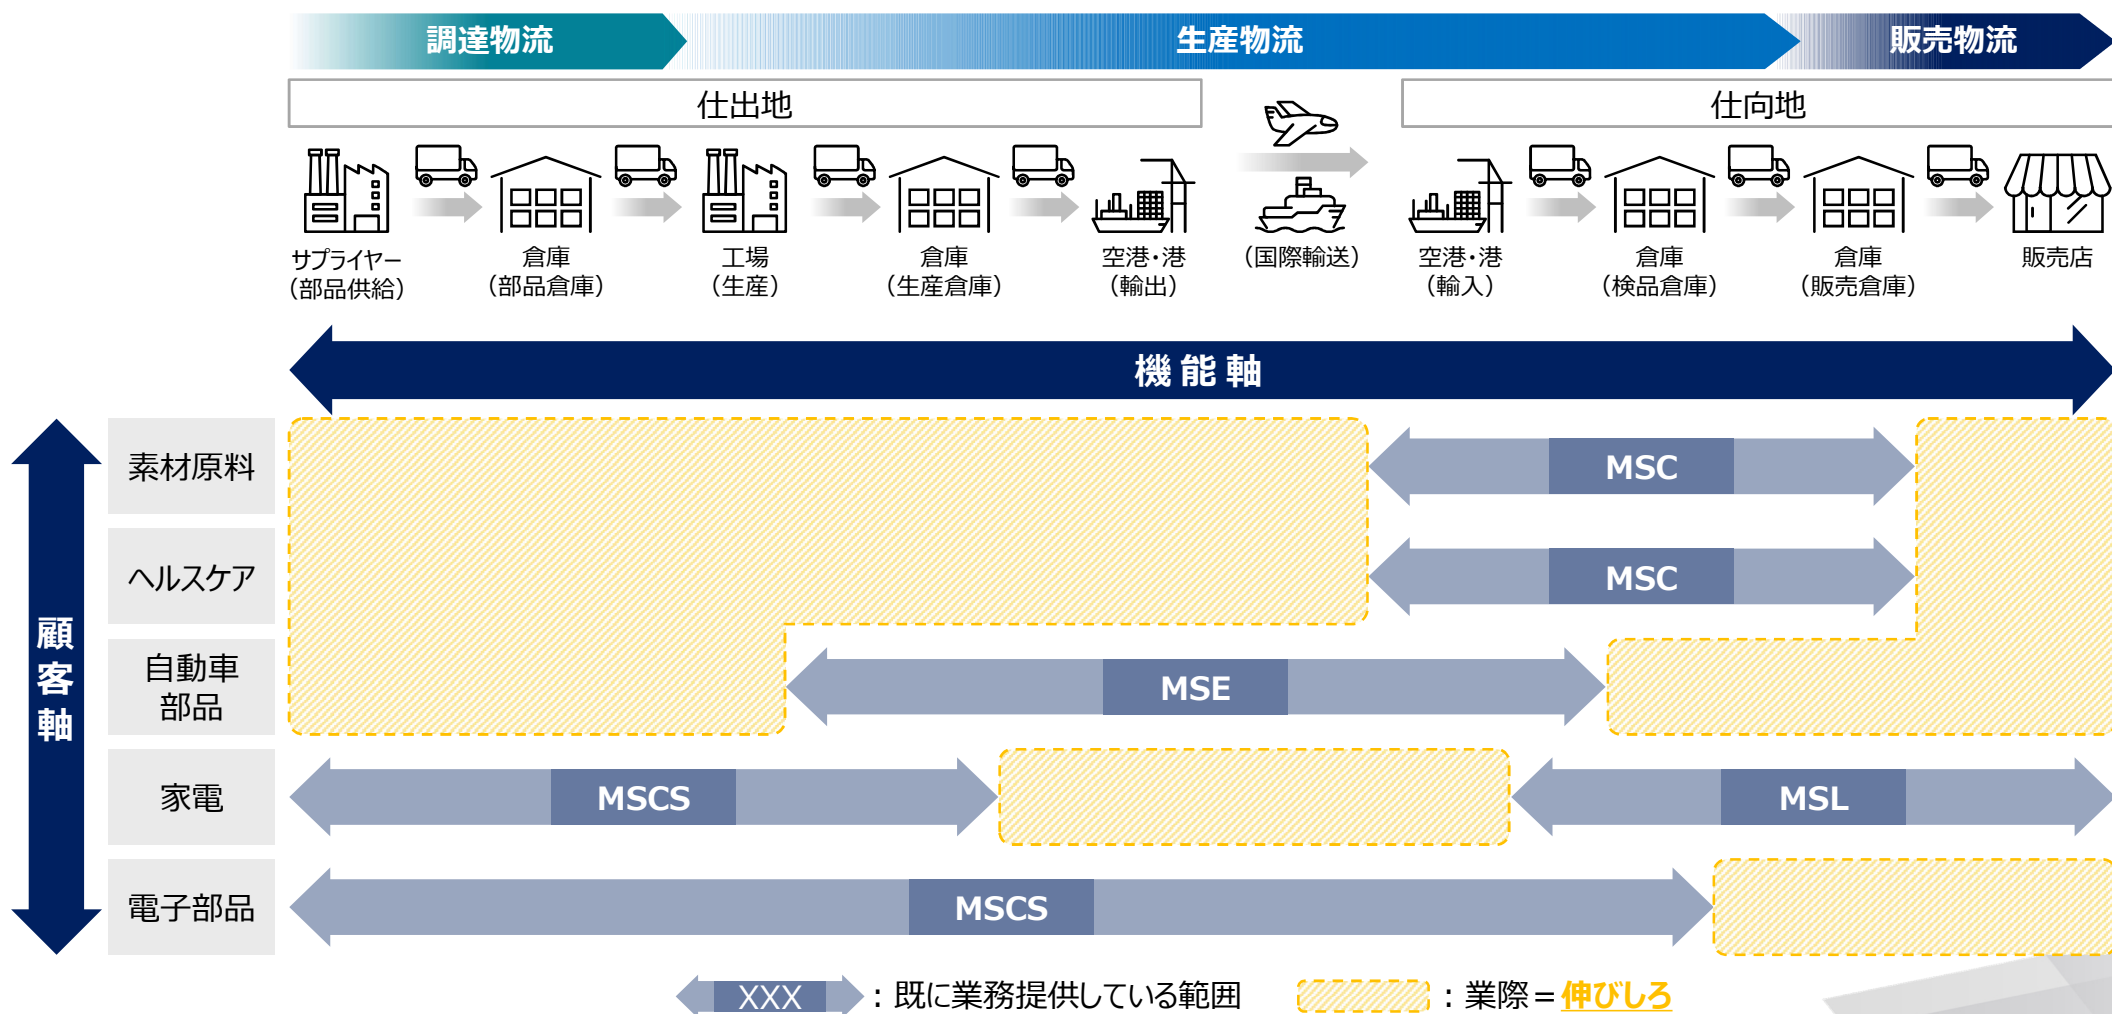 調達物流
生産物流
販売物流
仕出地
仕向地
サプライヤー
（部品供給）
倉庫
（部品倉庫）
工場
（生産）
倉庫
（生産倉庫）
空港・港
（輸出）
（国際輸送）
空港・港
（輸入）
倉庫
（検品倉庫）
倉庫
（販売倉庫）
販売店
機能軸
顧客軸
素材原料
MSC
ヘルスケア
MSC
自動車
部品
MSE
家電
MSCS
MSL
電子部品
MSCS
XXX
：既に業務提供している範囲
：業際＝伸びしろ